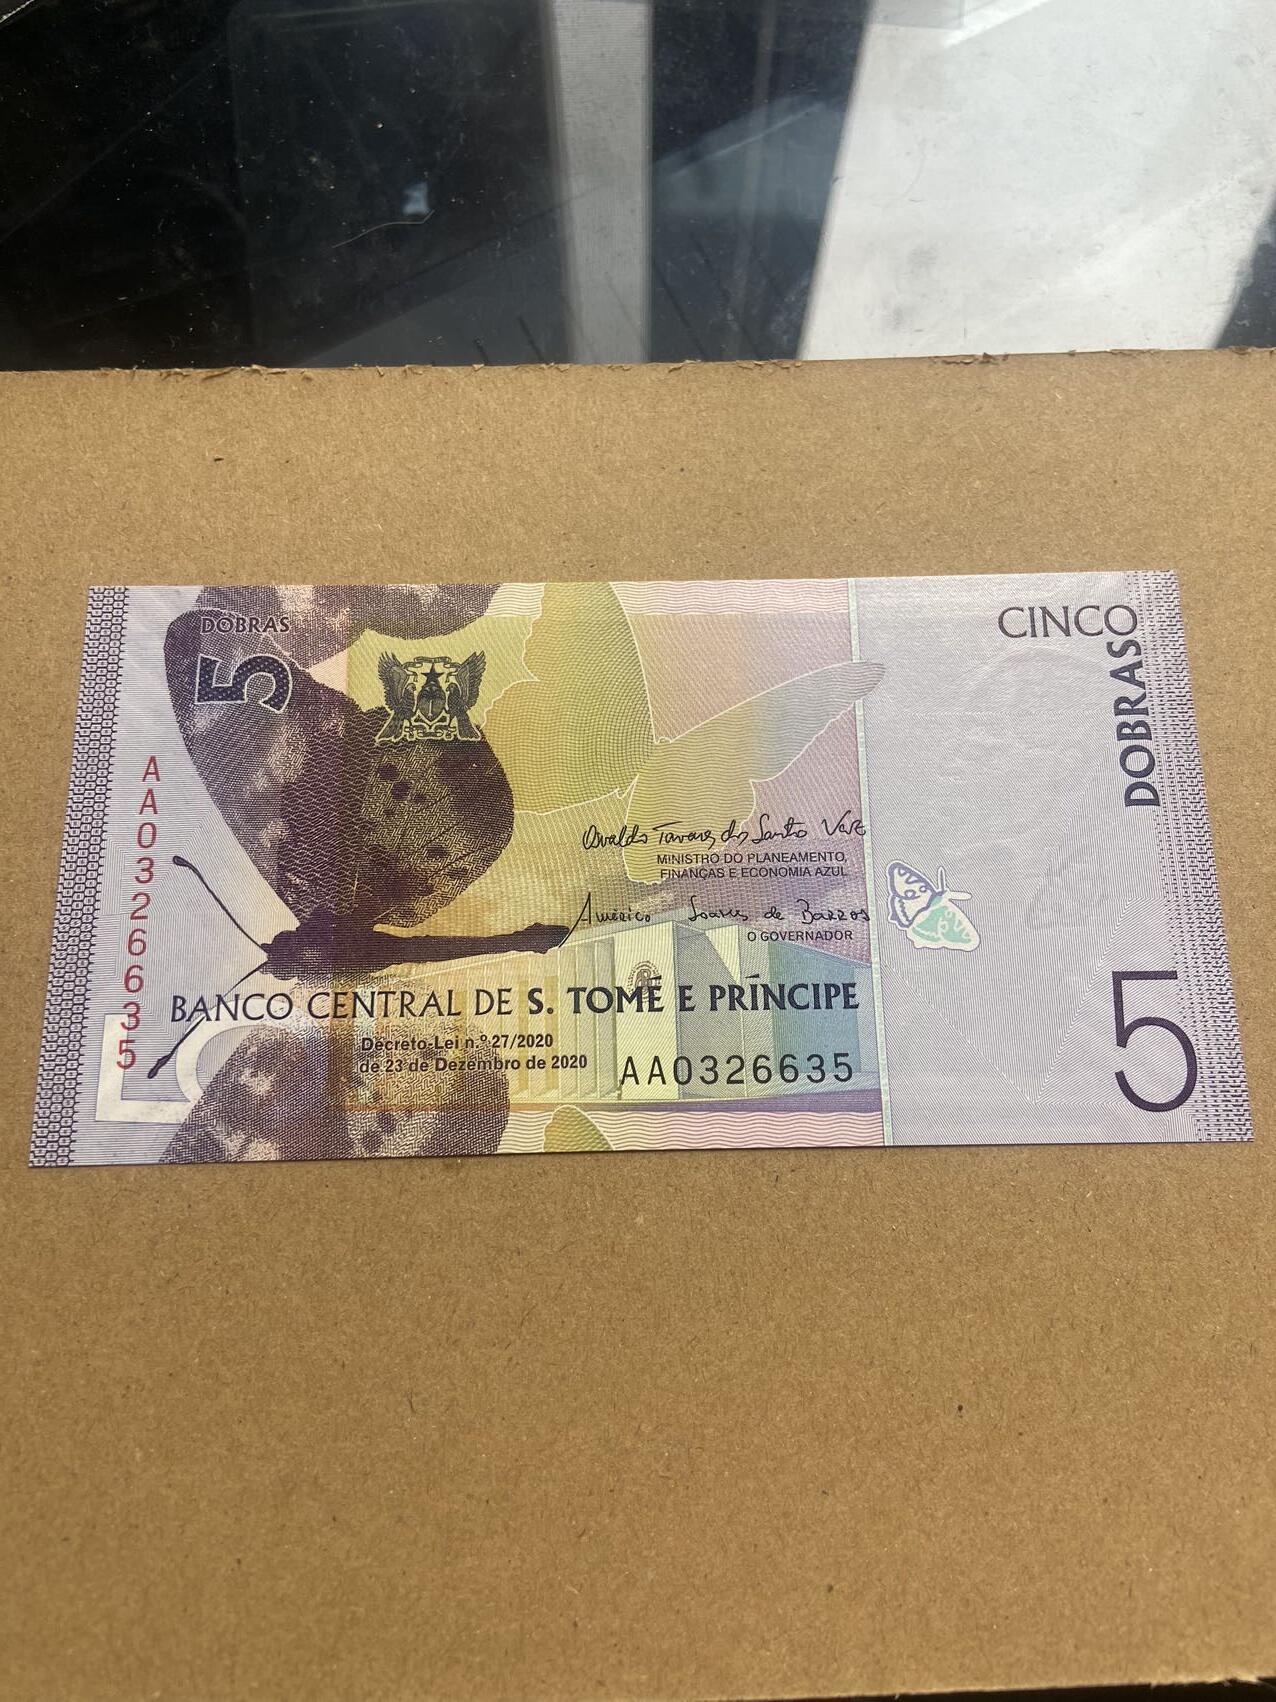 DOBRAS
5
CINCO
DOBRAS
AA0326635
Osvaldo Tavares dos Santos Vaz
MINISTRO DO PLANEAMENTO,
FINANÇAS E ECONOMIA AZUL
Américo Soares de Barros
O GOVERNADOR
BANCO CENTRAL DE S. TOMÉ E PRÍNCIPE
Decreto-Lei n.º 27/2020
de 23 de Dezembro de 2020
AA0326635
5